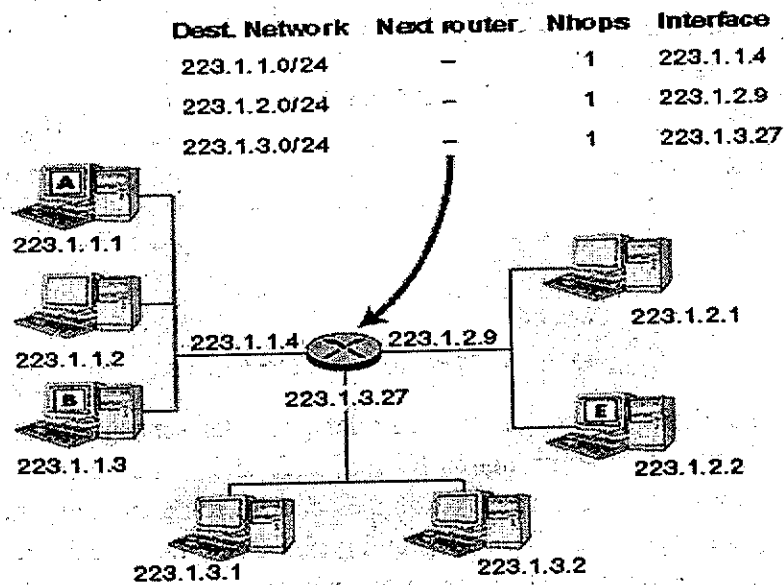 Dest. Network Next router Nhops Interface
223.1.1.0/24 – 1 223.1.1.4
223.1.2.0/24 – 1 223.1.2.9
223.1.3.0/24 – 1 223.1.3.27
A
223.1.1.1
223.1.2.1
223.1.1.2
223.1.1.4 223.1.2.9
B
223.1.3.27
E
223.1.1.3
223.1.2.2
223.1.3.1
223.1.3.2